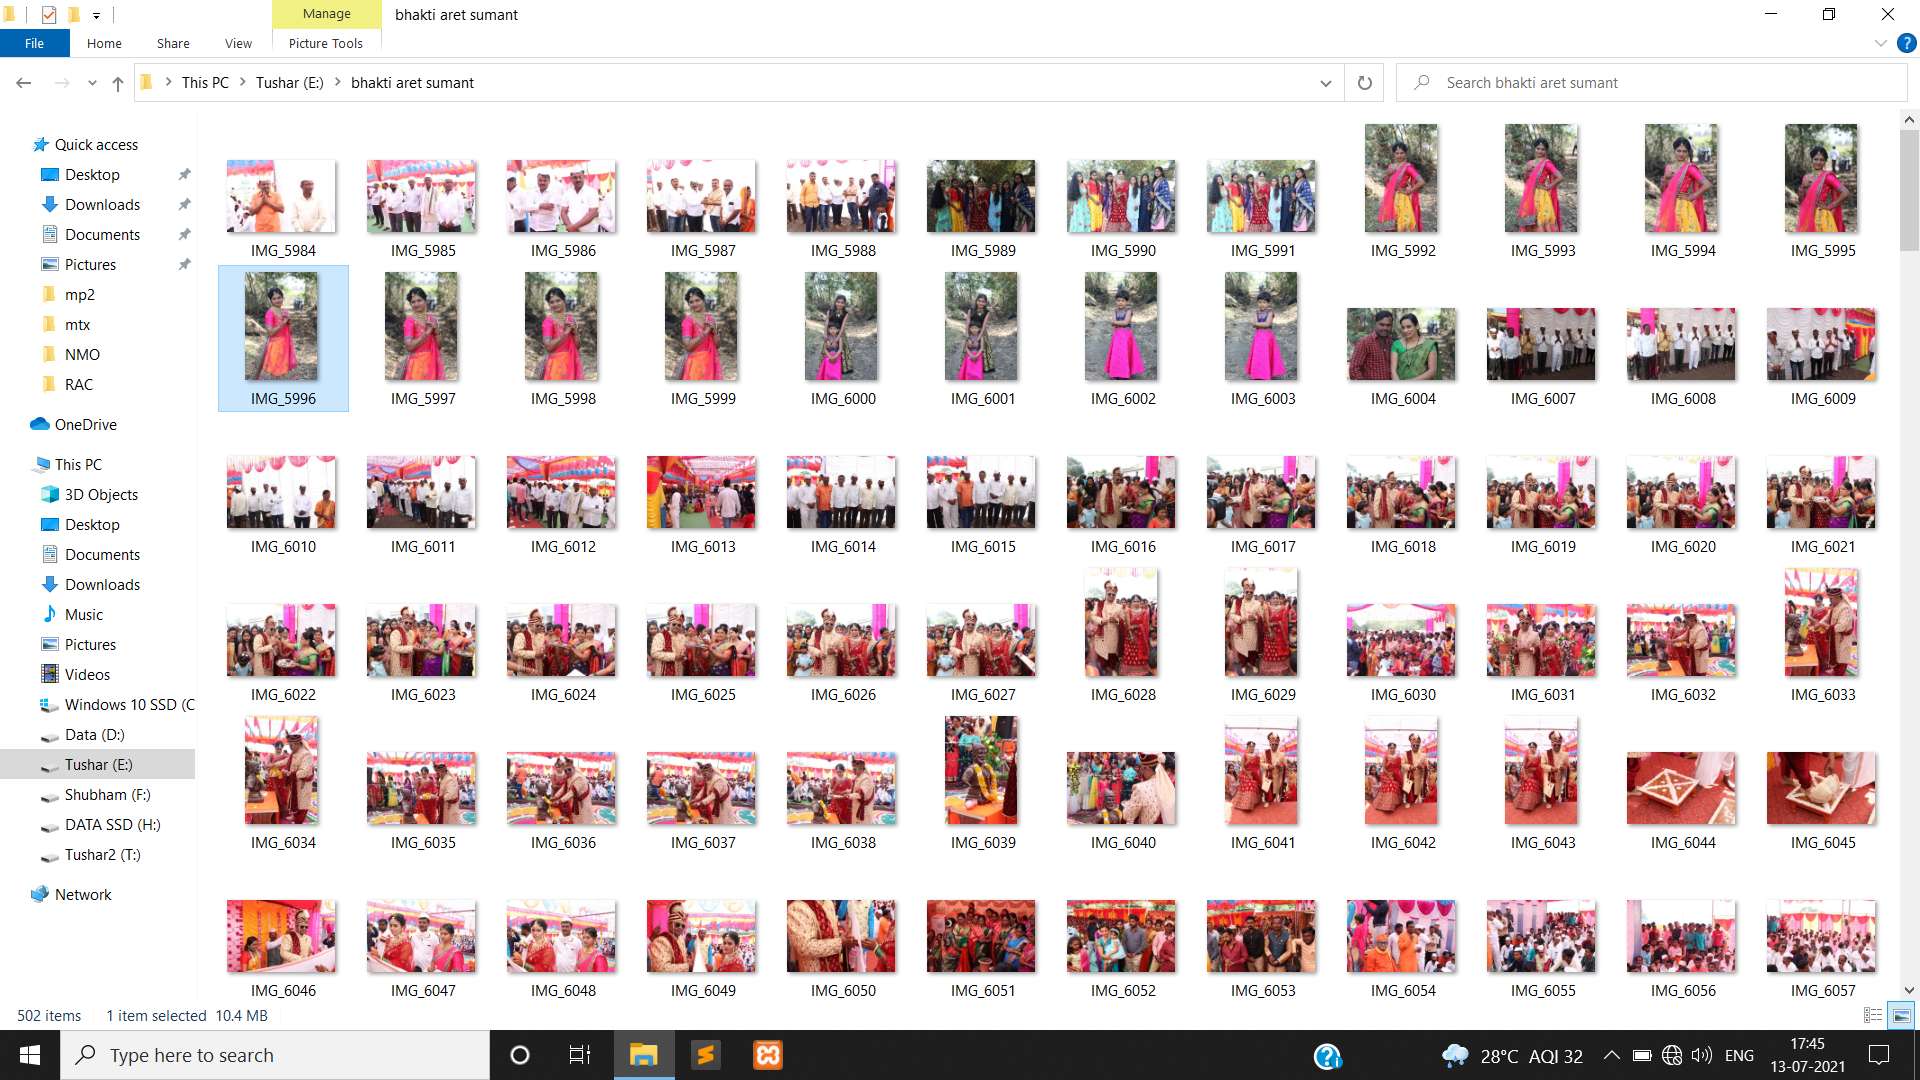 Manage
bhakti aret sumant
File
Home
Share
View
Picture Tools
This PC
Tushar (E:)
bhakti aret sumant
Search bhakti aret sumant
Quick access
Desktop
Downloads
Documents
Pictures
mp2
mtx
NMO
RAC
OneDrive
This PC
3D Objects
Desktop
Documents
Downloads
Music
Pictures
Videos
Windows 10 SSD (C
Data (D:)
Tushar (E:)
Shubham (F:)
DATA SSD (H:)
Tushar2 (T:)
Network
IMG_5984 IMG_5985 IMG_5986 IMG_5987 IMG_5988 IMG_5989 IMG_5990 IMG_5991 IMG_5992 IMG_5993 IMG_5994 IMG_5995
IMG_5996 IMG_5997 IMG_5998 IMG_5999 IMG_6000 IMG_6001 IMG_6002 IMG_6003 IMG_6004 IMG_6007 IMG_6008 IMG_6009
IMG_6010 IMG_6011 IMG_6012 IMG_6013 IMG_6014 IMG_6015 IMG_6016 IMG_6017 IMG_6018 IMG_6019 IMG_6020 IMG_6021
IMG_6022 IMG_6023 IMG_6024 IMG_6025 IMG_6026 IMG_6027 IMG_6028 IMG_6029 IMG_6030 IMG_6031 IMG_6032 IMG_6033
IMG_6034 IMG_6035 IMG_6036 IMG_6037 IMG_6038 IMG_6039 IMG_6040 IMG_6041 IMG_6042 IMG_6043 IMG_6044 IMG_6045
IMG_6046 IMG_6047 IMG_6048 IMG_6049 IMG_6050 IMG_6051 IMG_6052 IMG_6053 IMG_6054 IMG_6055 IMG_6056 IMG_6057
502 items 1 item selected 10.4 MB
Type here to search
28°C AQI 32
ENG
17:45
13-07-2021